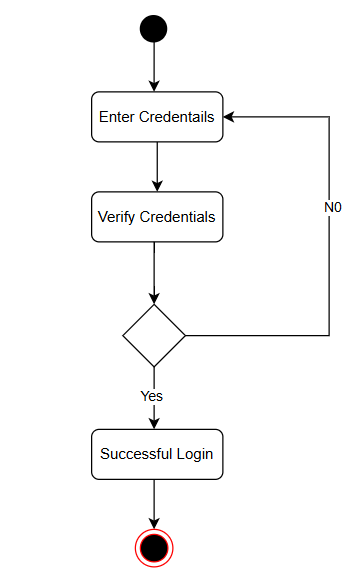 Enter Credentails
Verify Credentials
N0
Yes
Successful Login